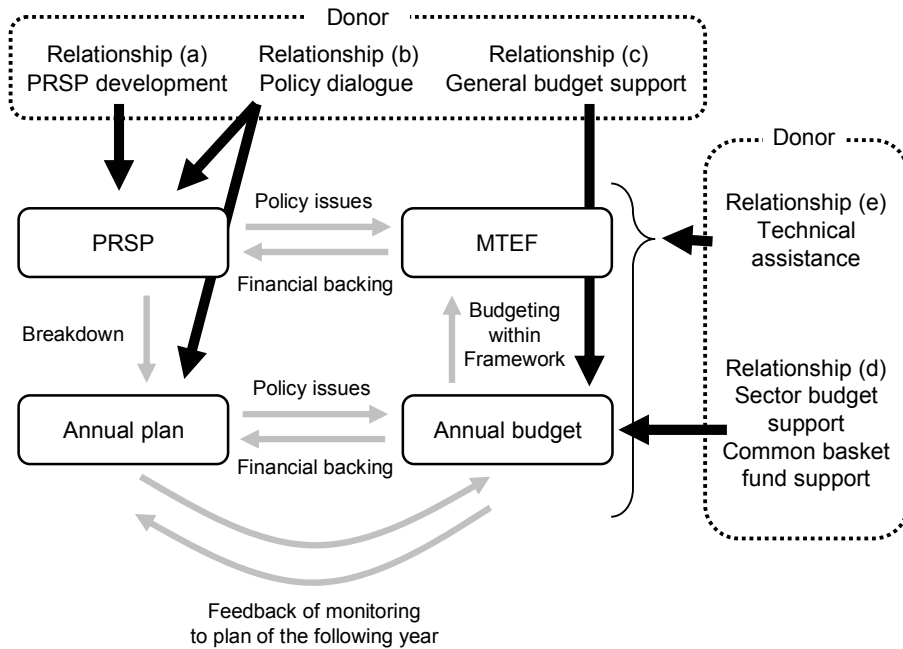 Donor
Relationship (a)
PRSP development
Relationship (b)
Policy dialogue
Relationship (c)
General budget support
Donor
Relationship (e)
Technical
assistance
PRSP
Policy issues
Financial backing
MTEF
Breakdown
Budgeting
within
Framework
Relationship (d)
Sector budget
support
Common basket
fund support
Annual plan
Policy issues
Financial backing
Annual budget
Feedback of monitoring
to plan of the following year